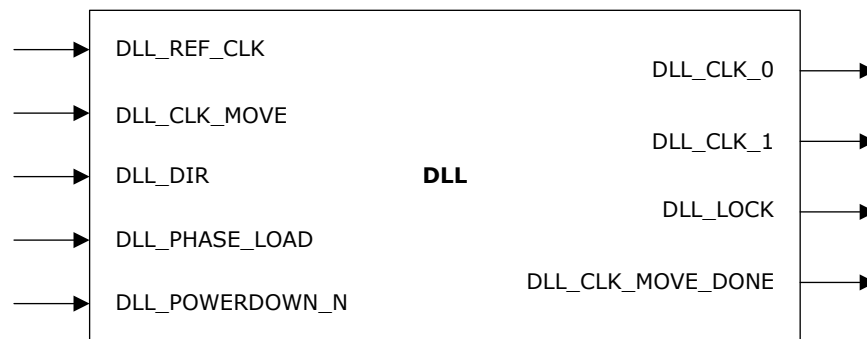 DLL_REF_CLK
DLL_CLK_MOVE
DLL_DIR
DLL_PHASE_LOAD
DLL_POWERDOWN_N
DLL
DLL_CLK_0
DLL_CLK_1
DLL_LOCK
DLL_CLK_MOVE_DONE